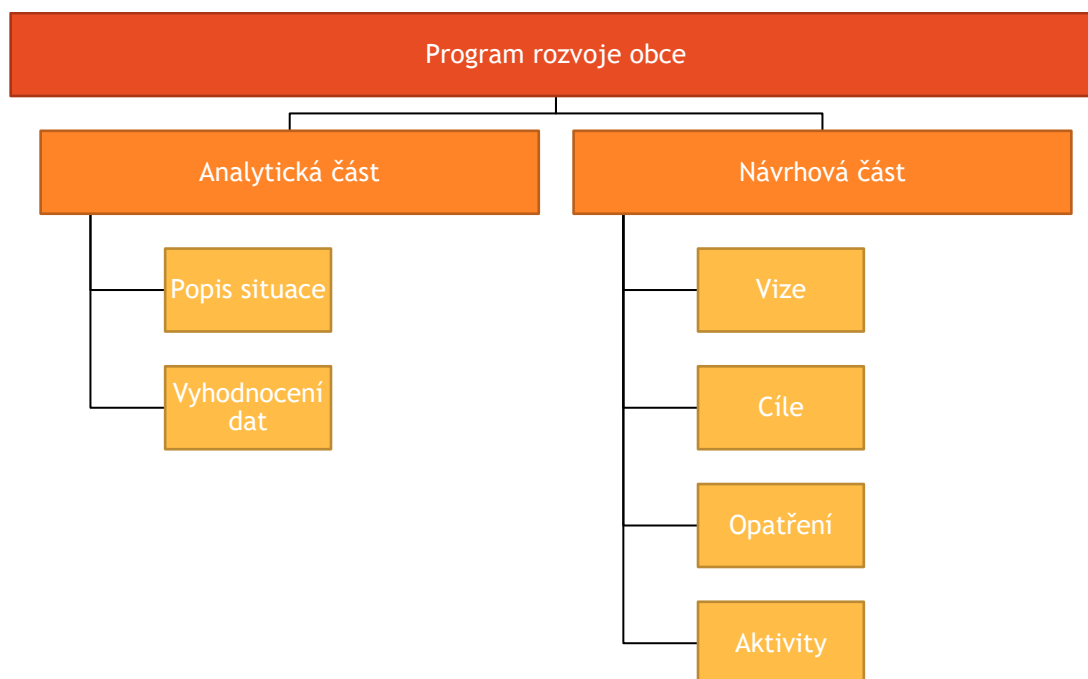 Program rozvoje obce
Analytická část
Návrhová část
Popis situace
Vyhodnocení
dat
Vize
Cíle
Opatření
Aktivity